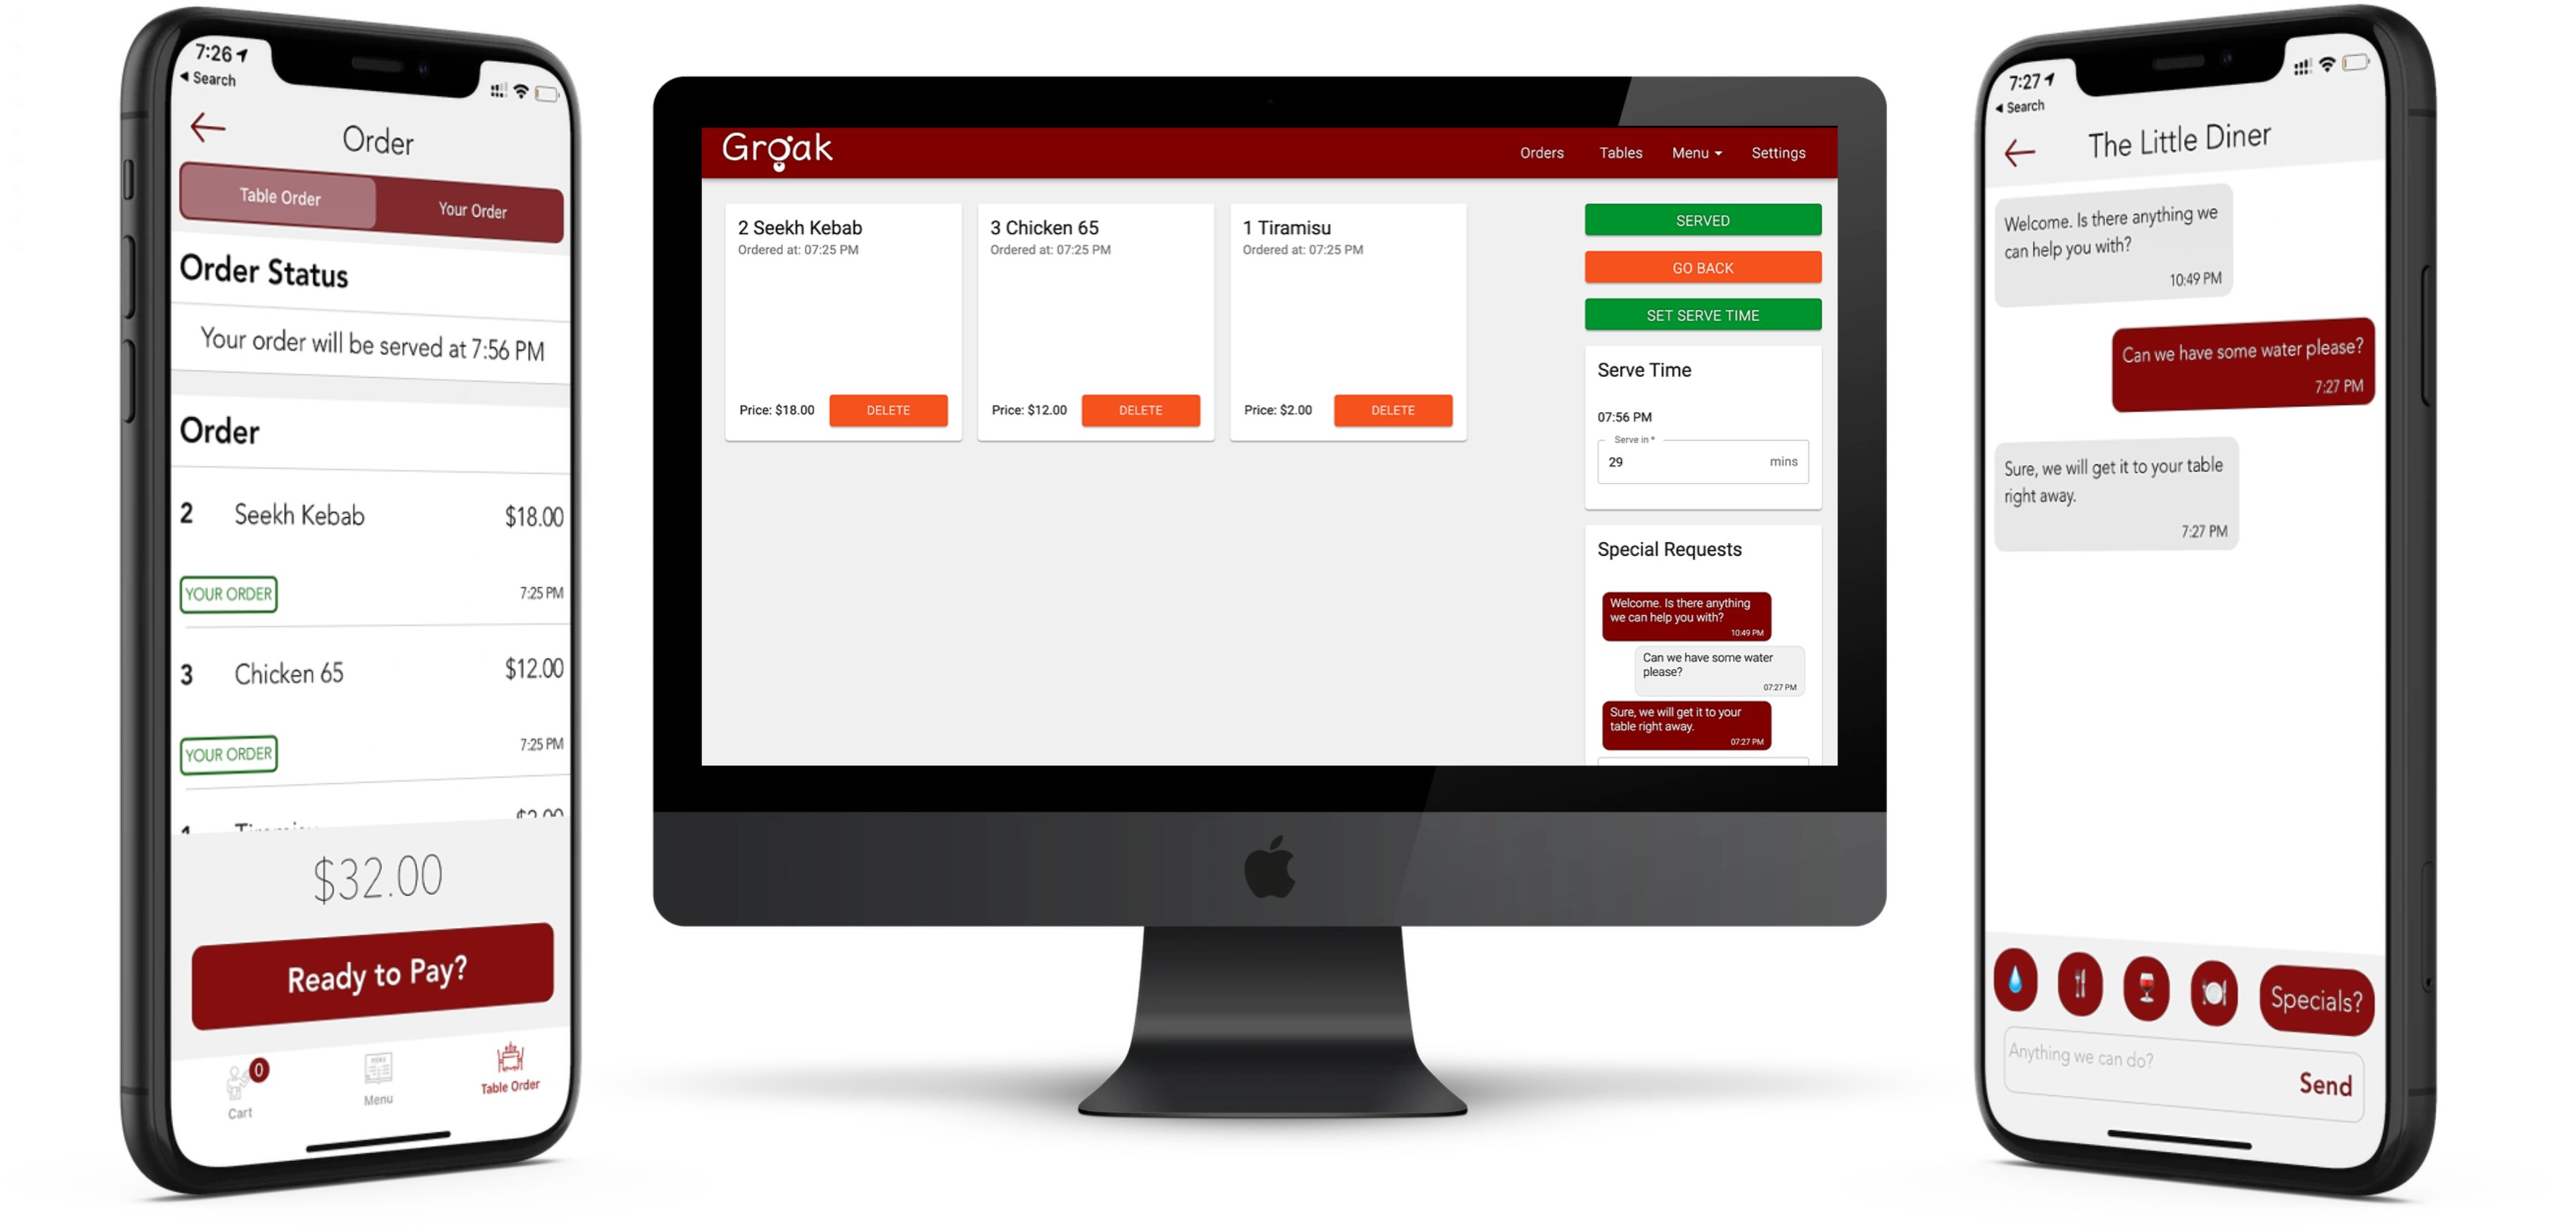 7:26
Search
Order
Table Order
Your Order
Order Status
Your order will be served at 7:56 PM
Order
2 Seekh Kebab $18.00
YOUR ORDER 7:25 PM
3 Chicken 65 $12.00
YOUR ORDER 7:25 PM
1 Tiramisu $2.00
$32.00
Ready to Pay?
0
Cart
Menu
Table Order
Groak
Orders Tables Menu Settings
2 Seekh Kebab
Ordered at: 07:25 PM
Price: $18.00 DELETE
3 Chicken 65
Ordered at: 07:25 PM
Price: $12.00 DELETE
1 Tiramisu
Ordered at: 07:25 PM
Price: $2.00 DELETE
SERVED
GO BACK
SET SERVE TIME
Serve Time
07:56 PM
Serve in *
29 mins
Special Requests
Welcome. Is there anything
we can help you with?
10:49 PM
Can we have some water
please?
07:27 PM
Sure, we will get it to your
table right away.
07:27 PM
7:27
Search
The Little Diner
Welcome. Is there anything we
can help you with?
10:49 PM
Can we have some water please?
7:27 PM
Sure, we will get it to your table
right away.
7:27 PM
Specials?
Anything we can do?
Send